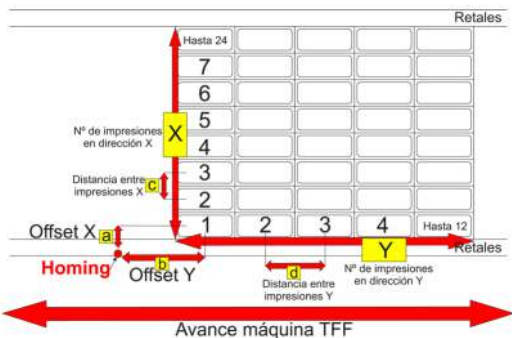 Retales
Hasta 24
7
6
5
Nº de impresiones
en dirección X
X
4
Distancia entre
impresiones X
c
3
2
Offset X
a
1
2
3
4
Hasta 12
Retales
Homing
b
Offset Y
d
Distancia entre
impresiones Y
Y
Nº de impresiones
en dirección Y
Avance máquina TFF